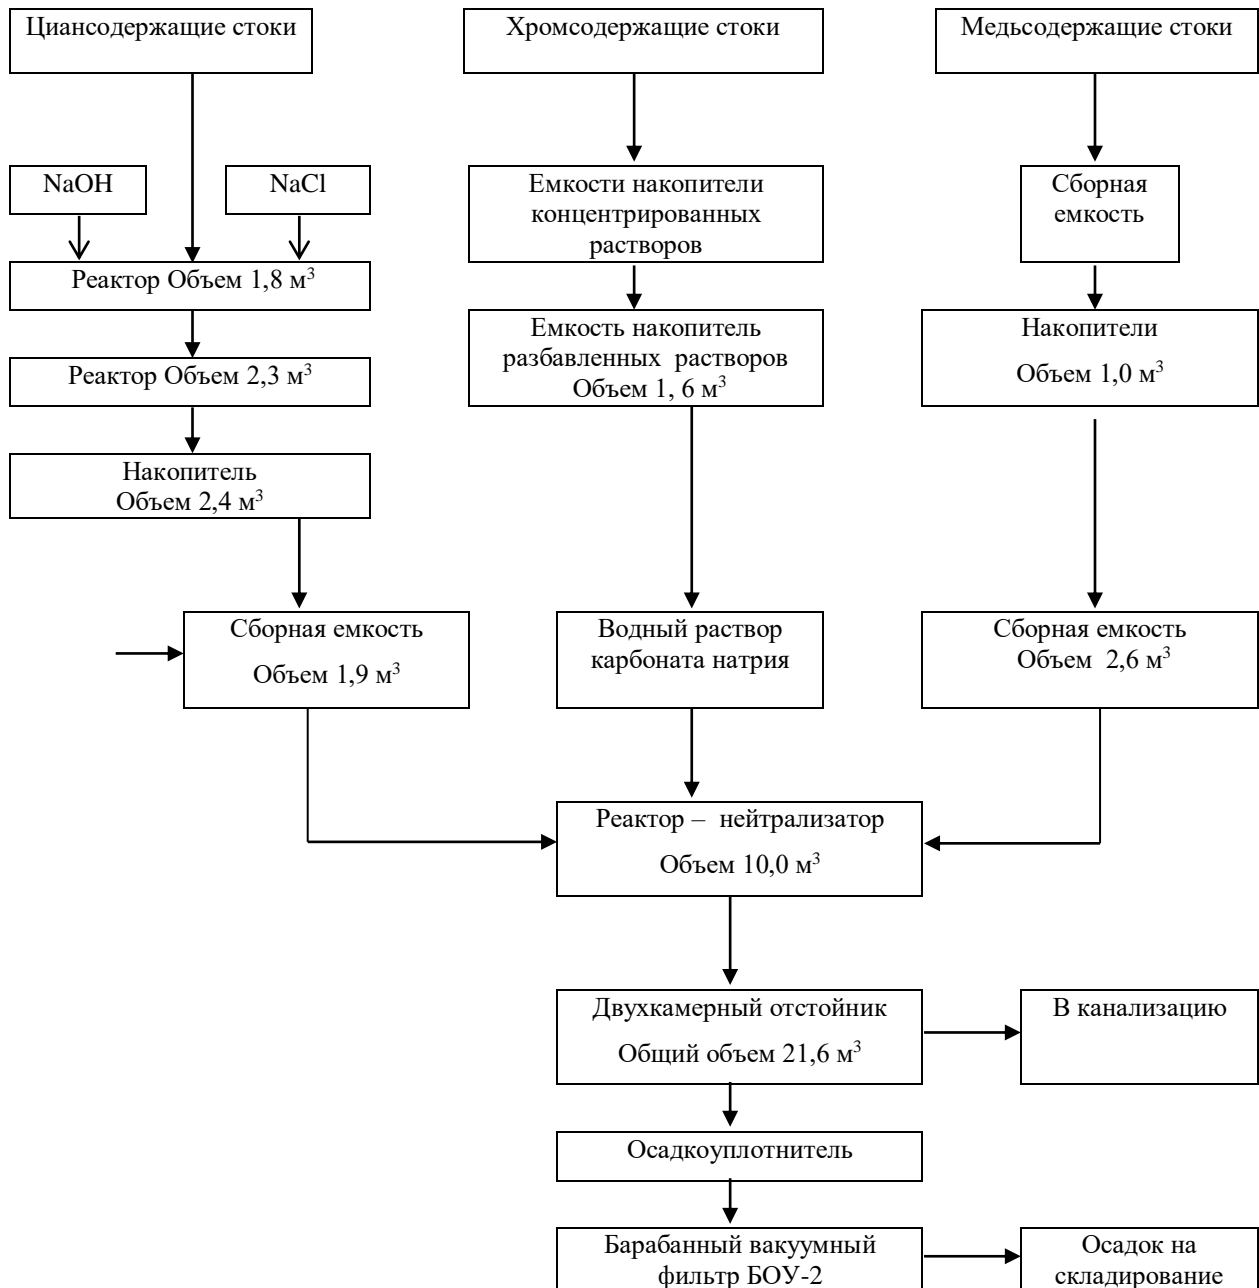 Циансодержащие стоки
Хромсодержащие стоки
Медьсодержащие стоки
NaOH
NaCl
Емкости накопители
концентрированных
растворов
Сборная
емкость
Реактор Объем 1,8 м³
Емкость накопитель
разбавленных растворов
Объем 1, 6 м³
Накопители
Объем 1,0 м³
Реактор Объем 2,3 м³
Накопитель
Объем 2,4 м³
Сборная емкость
Объем 1,9 м³
Водный раствор
карбоната натрия
Сборная емкость
Объем 2,6 м³
Реактор – нейтрализатор
Объем 10,0 м³
Двухкамерный отстойник
Общий объем 21,6 м³
В канализацию
Осадкоуплотнитель
Барабанный вакуумный
фильтр БОУ-2
Осадок на
складирование